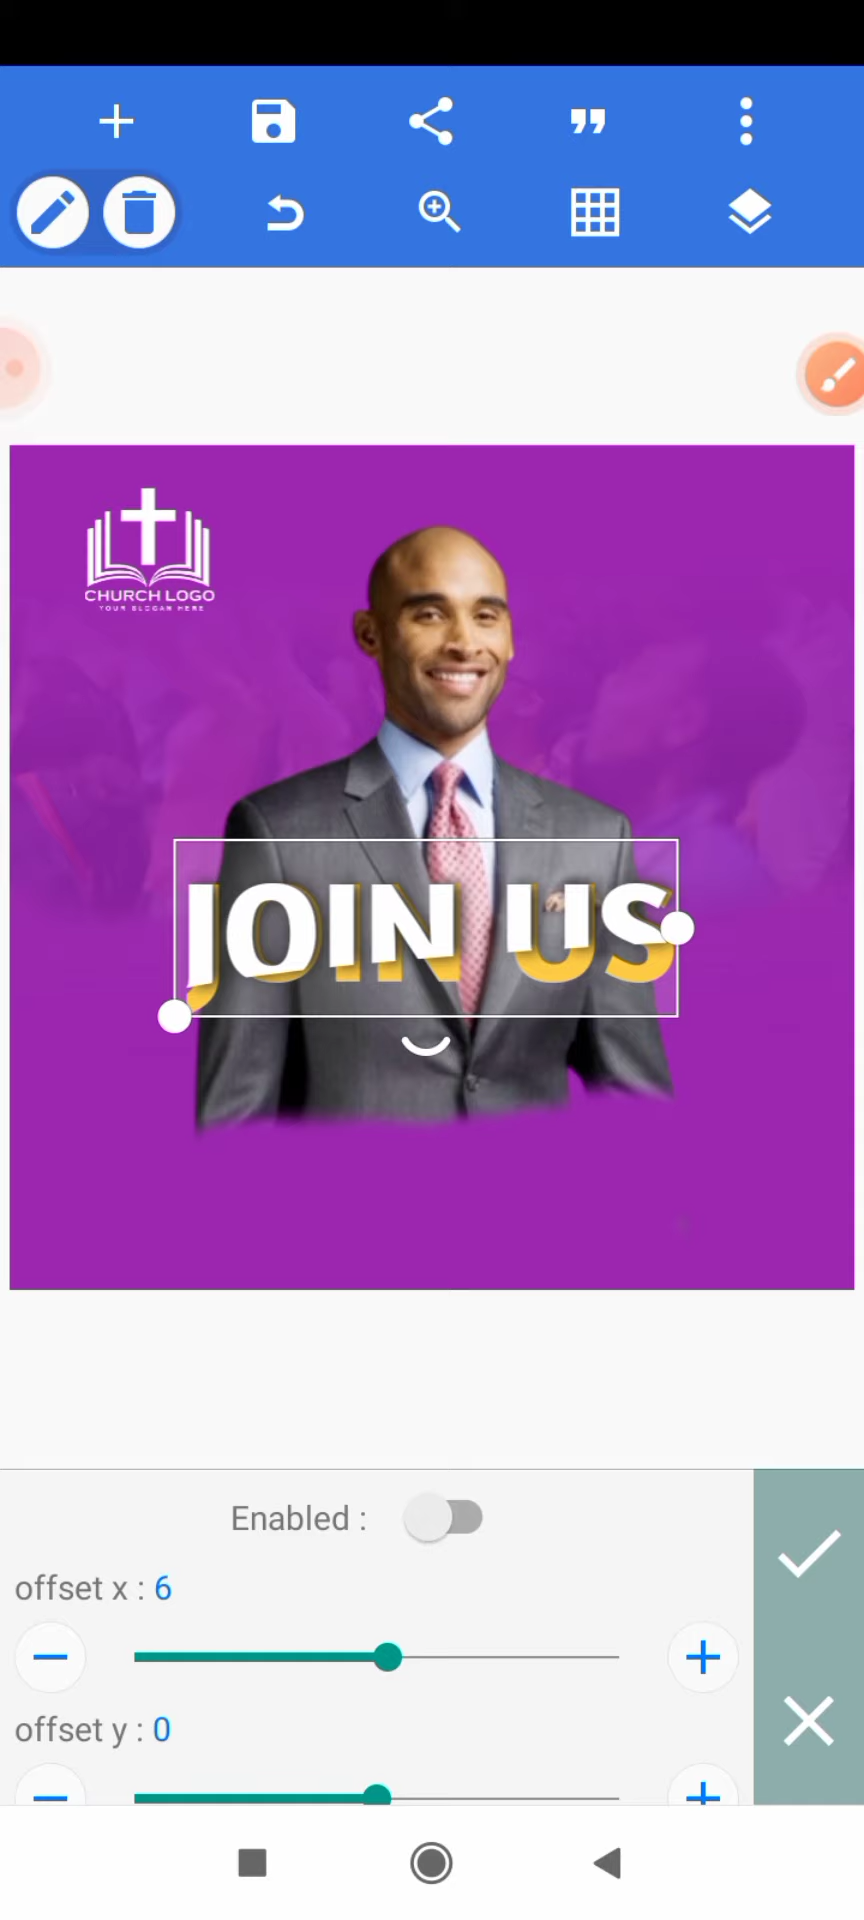 CHURCH LOGO
YOUR SLOGAN HERE
JOIN US
Enabled :
offset x : 6
offset y : 0